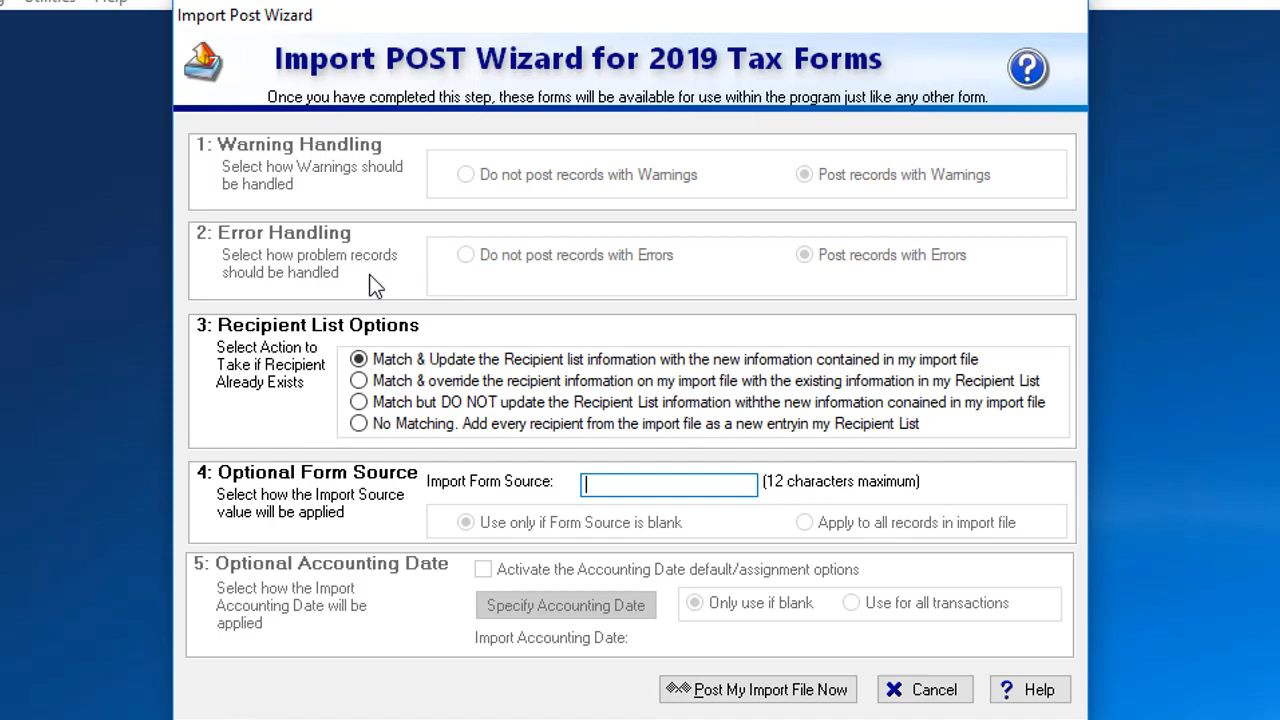 Utilities Help
Import Post Wizard
Import POST Wizard for 2019 Tax Forms
Once you have completed this step, these forms will be available for use within the program just like any other form.
1: Warning Handling
Select how Warnings should
be handled
Do not post records with Warnings
Post records with Warnings
2: Error Handling
Select how problem records
should be handled
Do not post records with Errors
Post records with Errors
3: Recipient List Options
Select Action to
Take if Recipient
Already Exists
Match & Update the Recipient list information with the new information contained in my import file
Match & override the recipient information on my import file with the existing information in my Recipient List
Match but DO NOT update the Recipient List information withthe new information conained in my import file
No Matching. Add every recipient from the import file as a new entryin my Recipient List
4: Optional Form Source
Select how the Import Source
value will be applied
Import Form Source:
(12 characters maximum)
Use only if Form Source is blank
Apply to all records in import file
5: Optional Accounting Date
Select how the Import
Accounting Date will be
applied
Activate the Accounting Date default/assignment options
Specify Accounting Date
Only use if blank
Use for all transactions
Import Accounting Date:
Post My Import File Now
Cancel
? Help